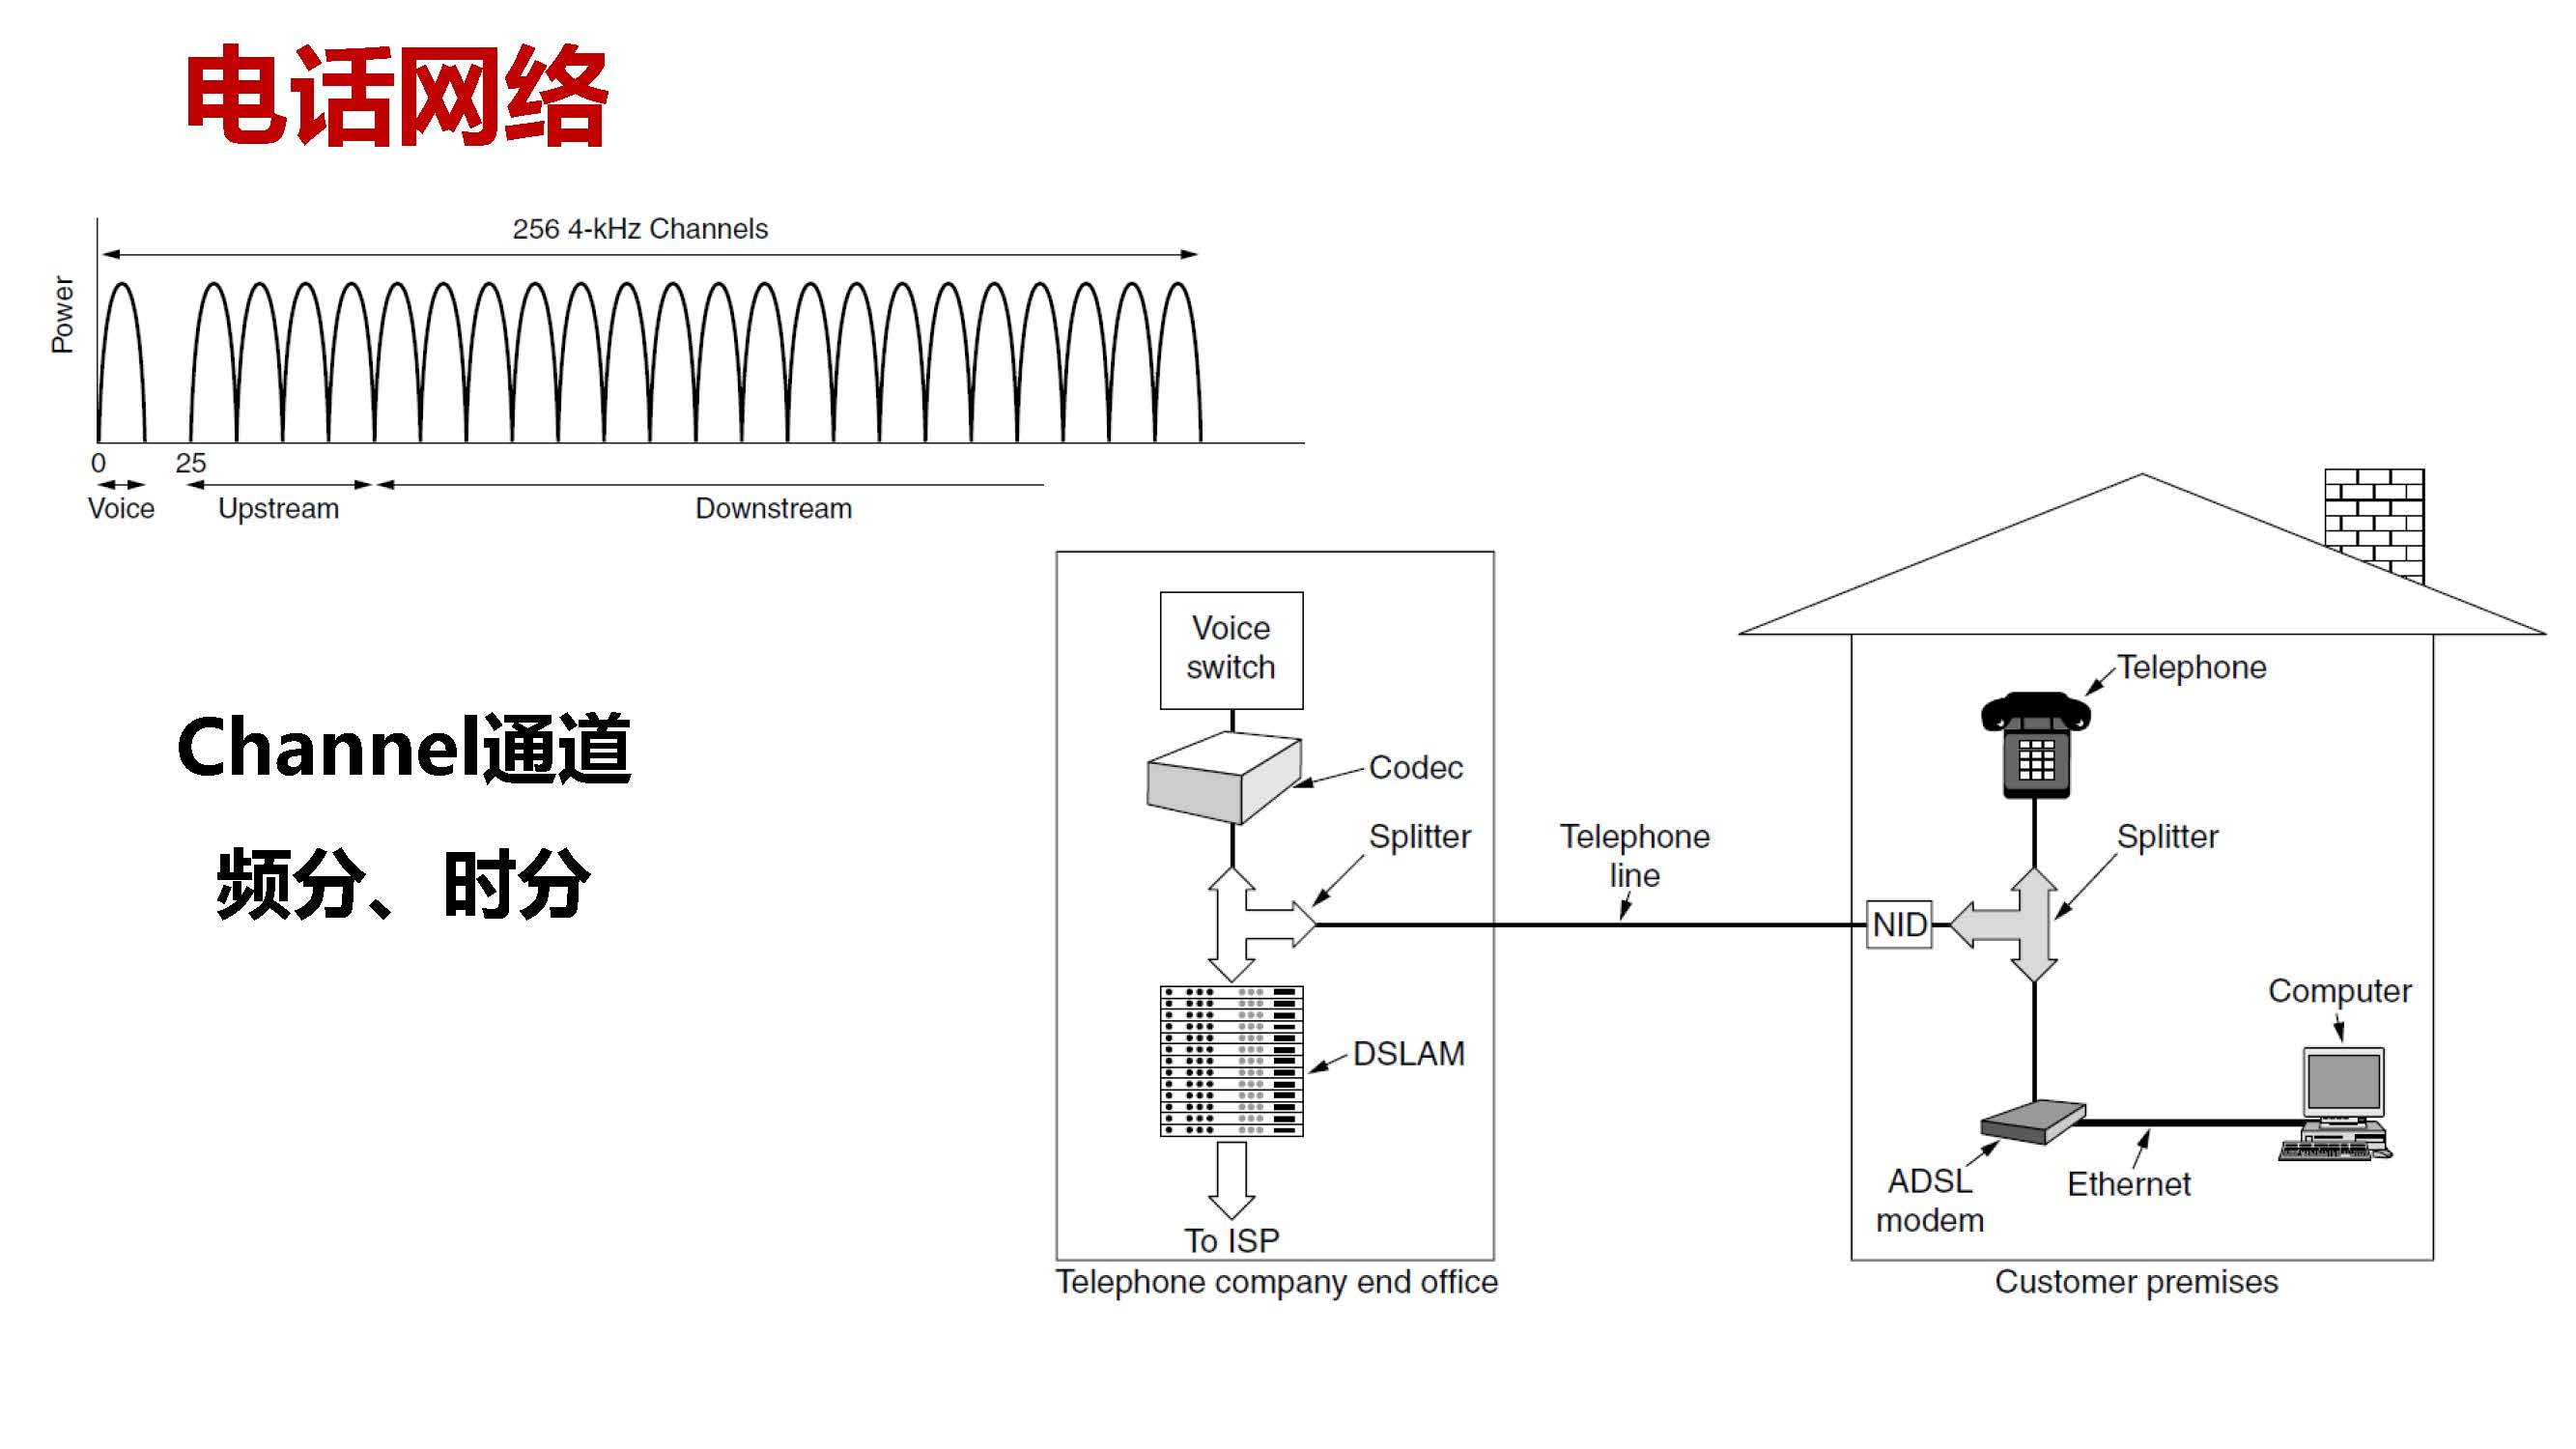 电话网络
256 4-kHz Channels
Power
0
25
Voice
Upstream
Downstream
Channel通道
频分、时分
Voice
switch
Codec
Splitter
DSLAM
To ISP
Telephone company end office
Telephone
line
Telephone
Splitter
NID
Computer
ADSL
modem
Ethernet
Customer premises